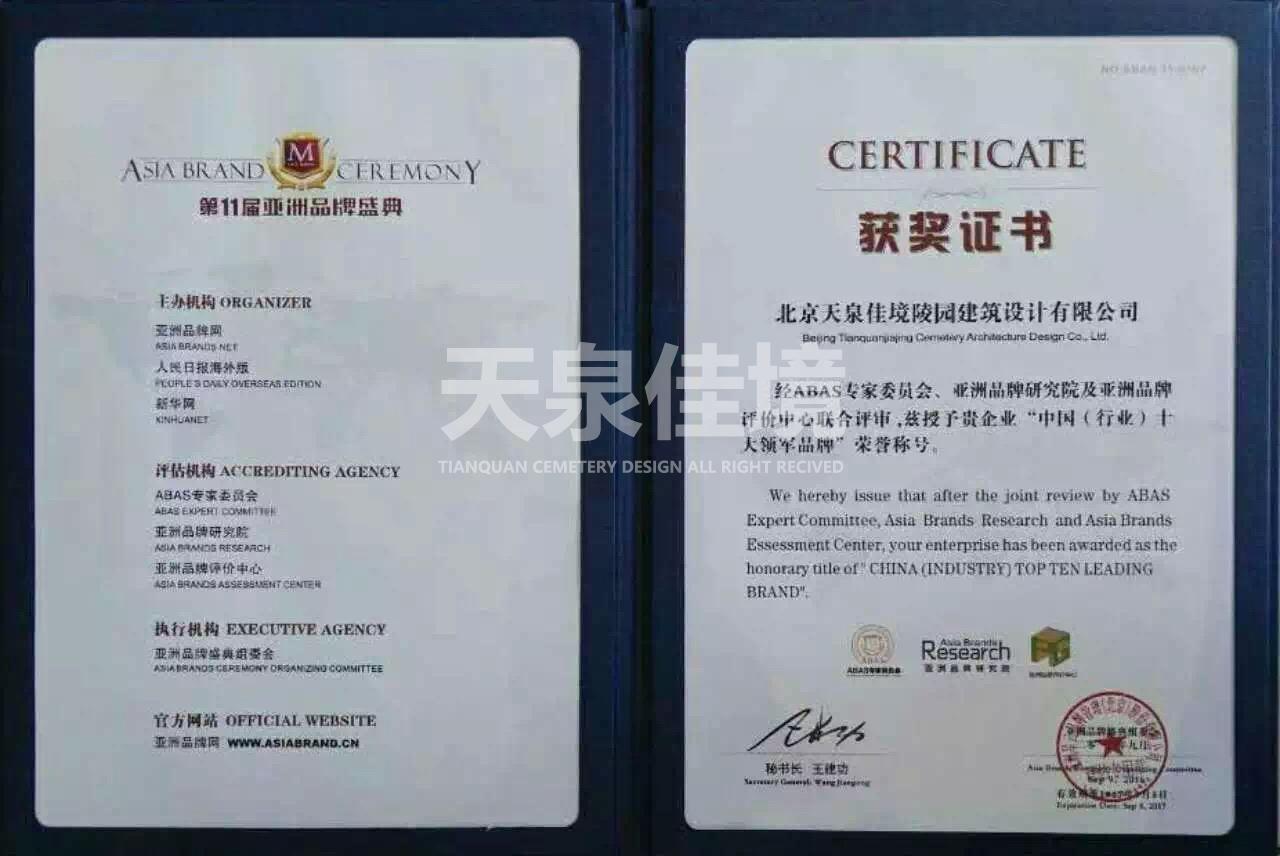 ASIA BRAND M CEREMONY
第11届亚洲品牌盛典
主办机构 ORGANIZER
亚洲品牌网
ASIA BRANDS NET
人民日报海外版
PEOPLE'S DAILY OVERSEAS EDITION
新华网
XINHUANET
评估机构 ACCREDITING AGENCY
ABAS专家委员会
ABAS EXPERT COMMITTEE
亚洲品牌研究院
ASIA BRANDS RESEARCH
亚洲品牌评价中心
ASIA BRANDS ASSESSMENT CENTER
执行机构 EXECUTIVE AGENCY
亚洲品牌盛典组委会
ASIA BRANDS CEREMONY ORGANIZING COMMITTEE
官方网站 OFFICIAL WEBSITE
亚洲品牌网 WWW.ASIABRAND.CN
CERTIFICATE
获奖证书
北京天泉佳境陵园建筑设计有限公司
Beijing Tianquanjiajing Cemetery Architecture Design Co., Ltd.
天泉佳境
TIANQUAN CEMETERY DESIGN ALL RIGHT RECIVED
经ABAS专家委员会、亚洲品牌研究院及亚洲品牌
评价中心联合评审,兹授予贵企业“中国（行业）十
大领军品牌”荣誉称号。
We hereby issue that after the joint review by ABAS
Expert Committee, Asia Brands Research and Asia Brands
Essessment Center, your enterprise has been awarded as the
honorary title of" CHINA (INDUSTRY) TOP TEN LEADING
BRAND".
ABAS专家委员会
Asia Brands
Research
亚洲品牌研究院
秘书长 王建功
Secretary General: Wang Jiangong
Expiration Date: Sep 8, 2017